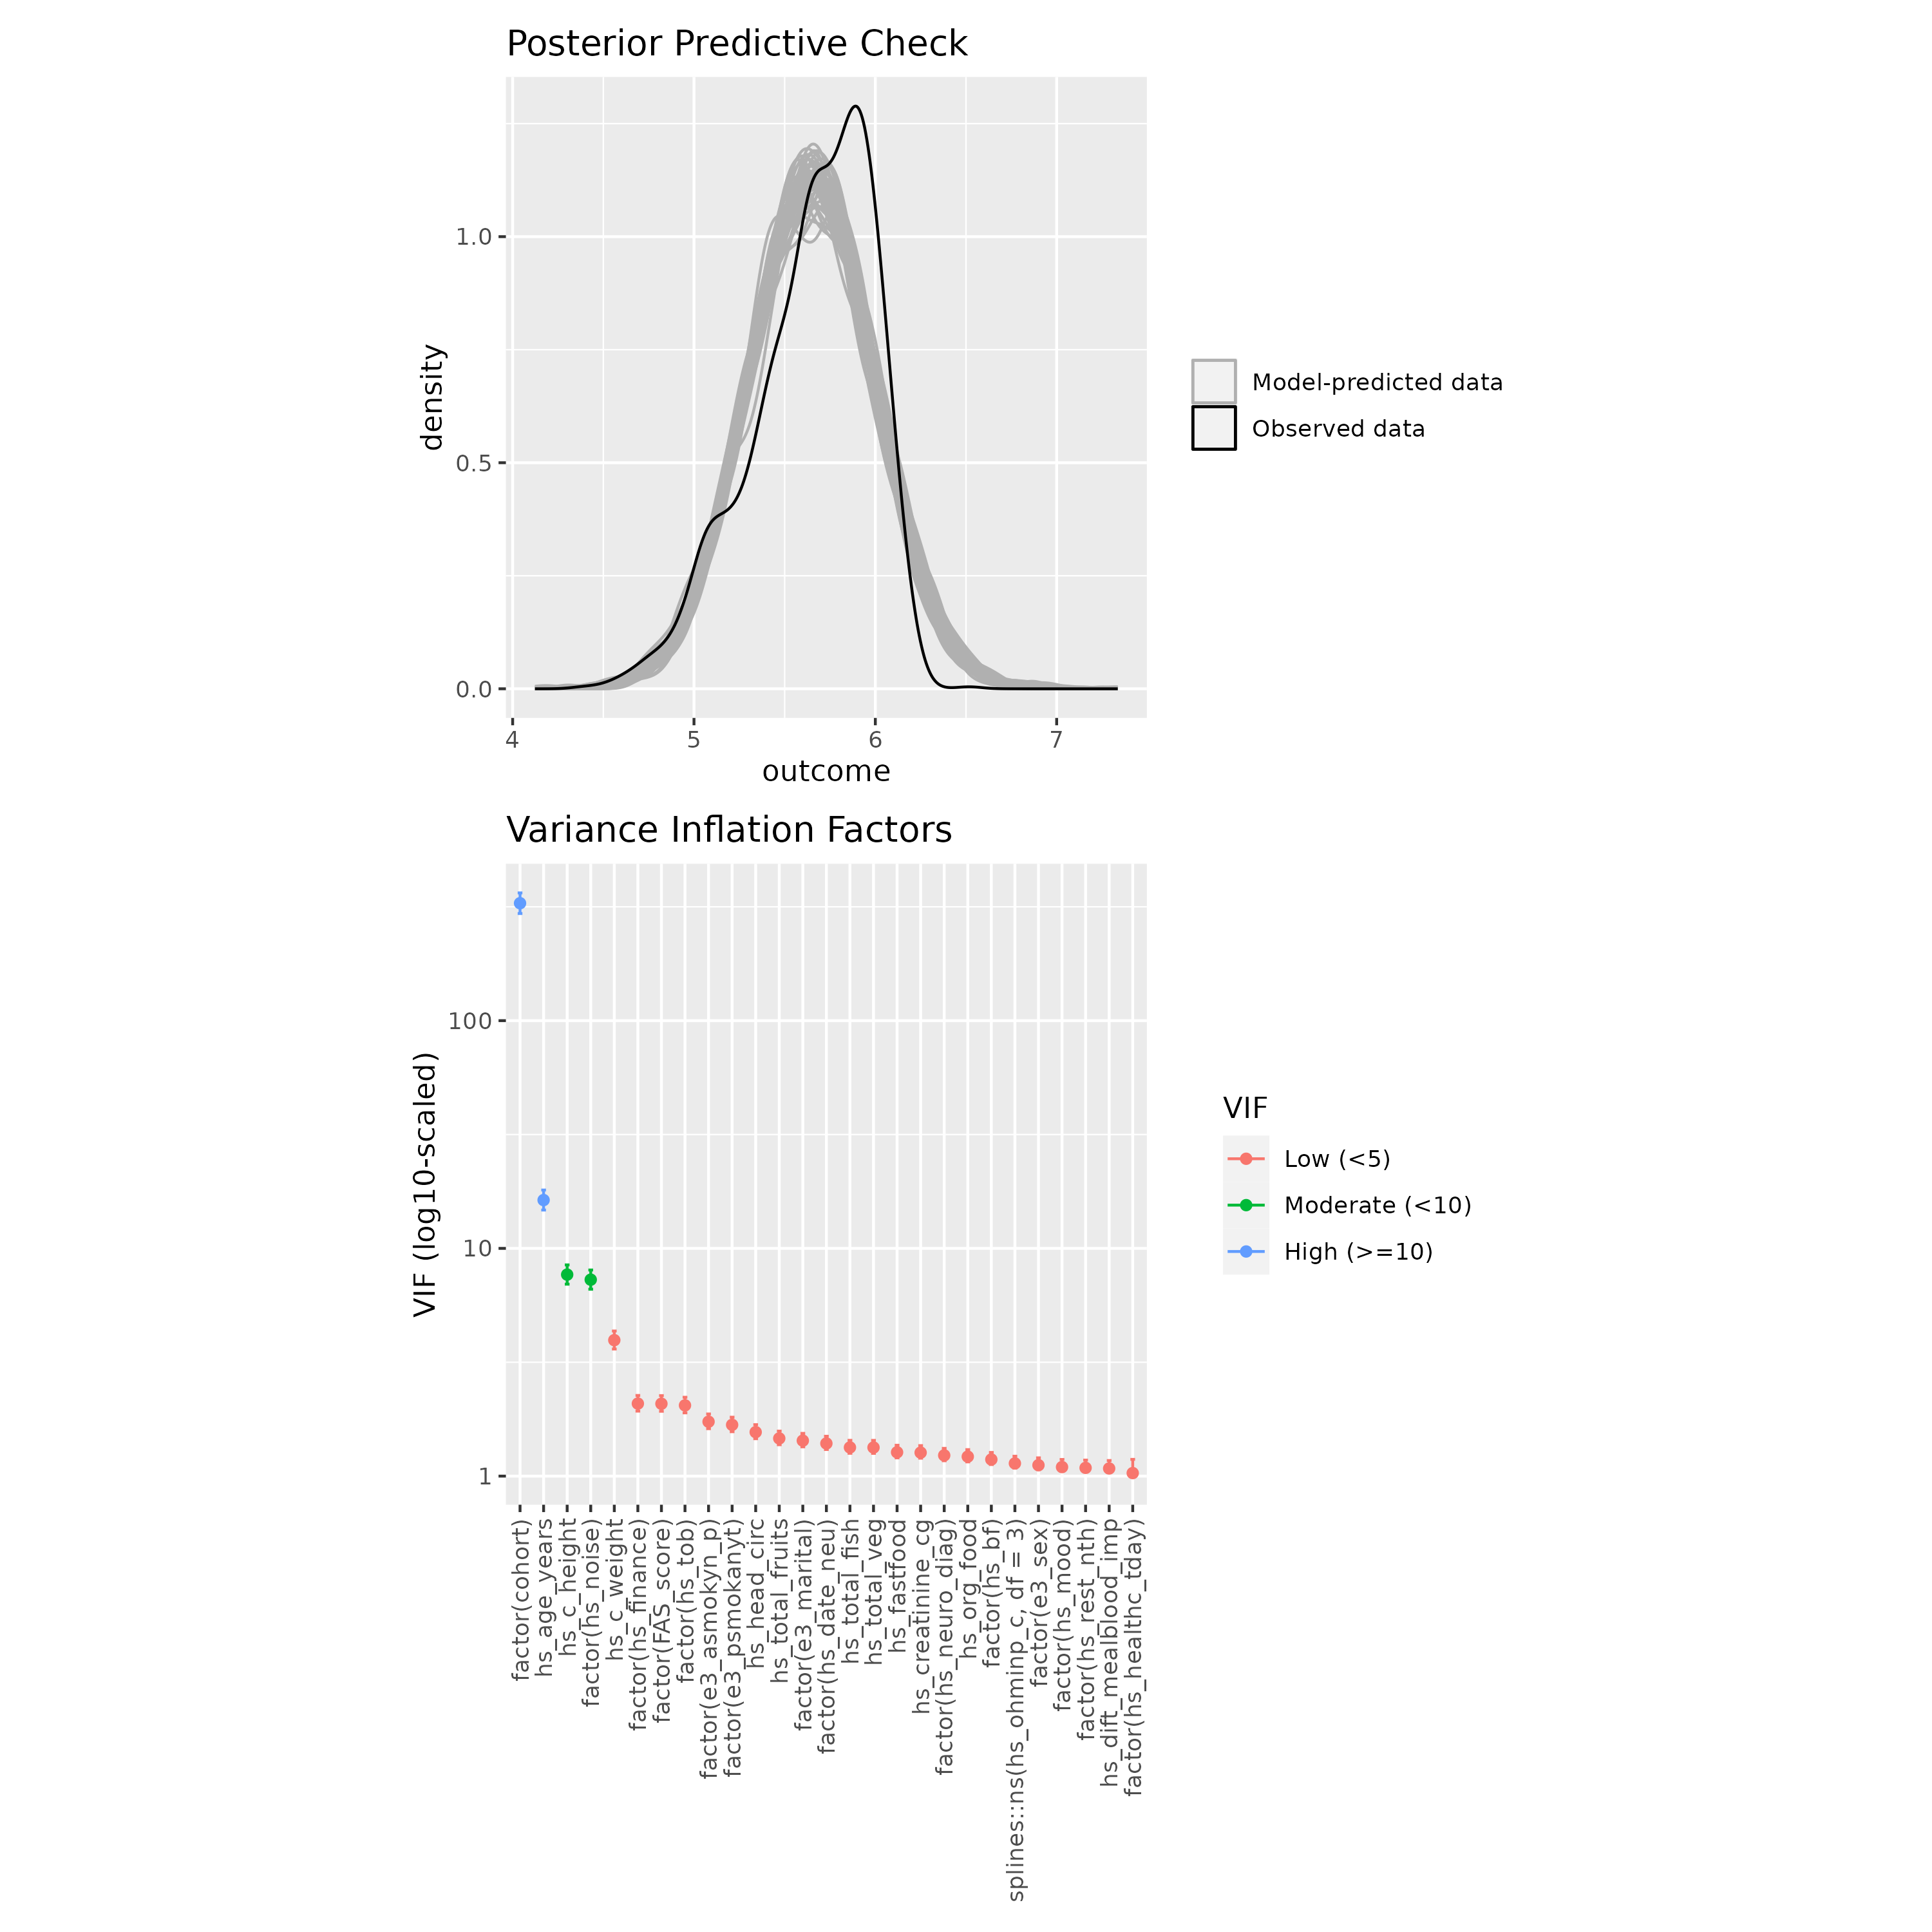 Posterior Predictive Check
density
1.0
0.5
0.0
4 5 6 7
outcome
Model-predicted data
Observed data
Variance Inflation Factors
VIF (log10-scaled)
100
10
1
factor(cohort)
hs_age_years
hs_c_height
factor(hs_noise)
hs_c_weight
factor(hs_finance)
factor(FAS_score)
factor(hs_tob)
factor(e3_asmokyn_p)
factor(e3_psmokanyt)
hs_head_circ
hs_total_fruits
factor(e3_marital)
factor(hs_date_neu)
hs_total_fish
hs_total_veg
hs_fastfood
hs_creatinine_cg
factor(hs_neuro_diag)
hs_org_food
factor(hs_bf)
splines::ns(hs_ohminp_c, df = 3)
factor(e3_sex)
factor(hs_mood)
factor(hs_rest_nth)
hs_dift_mealblood_imp
factor(hs_healthc_tday)
VIF
Low (<5)
Moderate (<10)
High (>=10)